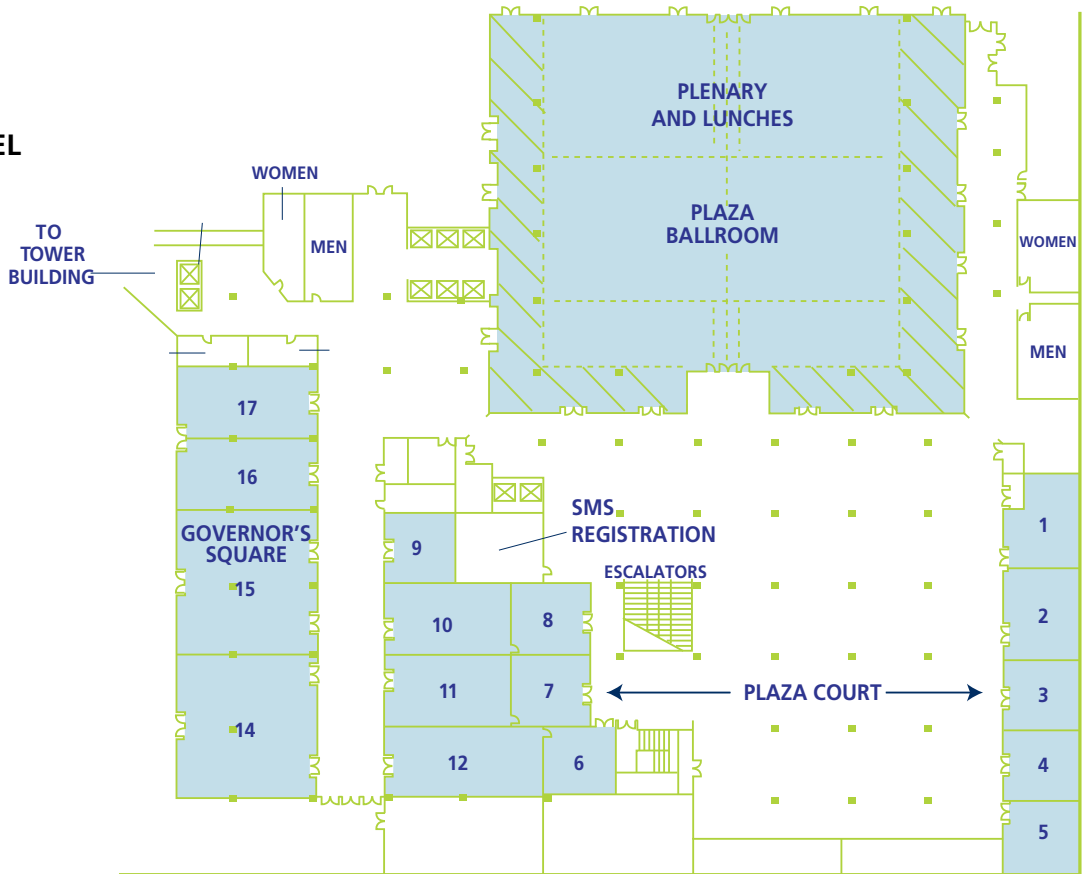 PLENARY
AND LUNCHES
EL
WOMEN
TO
TOWER
BUILDING
MEN
PLAZA
BALLROOM
WOMEN
MEN
17
16
GOVERNOR'S
SQUARE
15
14
SMS
REGISTRATION
9
ESCALATORS
10
8
11
7
PLAZA COURT
12
6
1
2
3
4
5